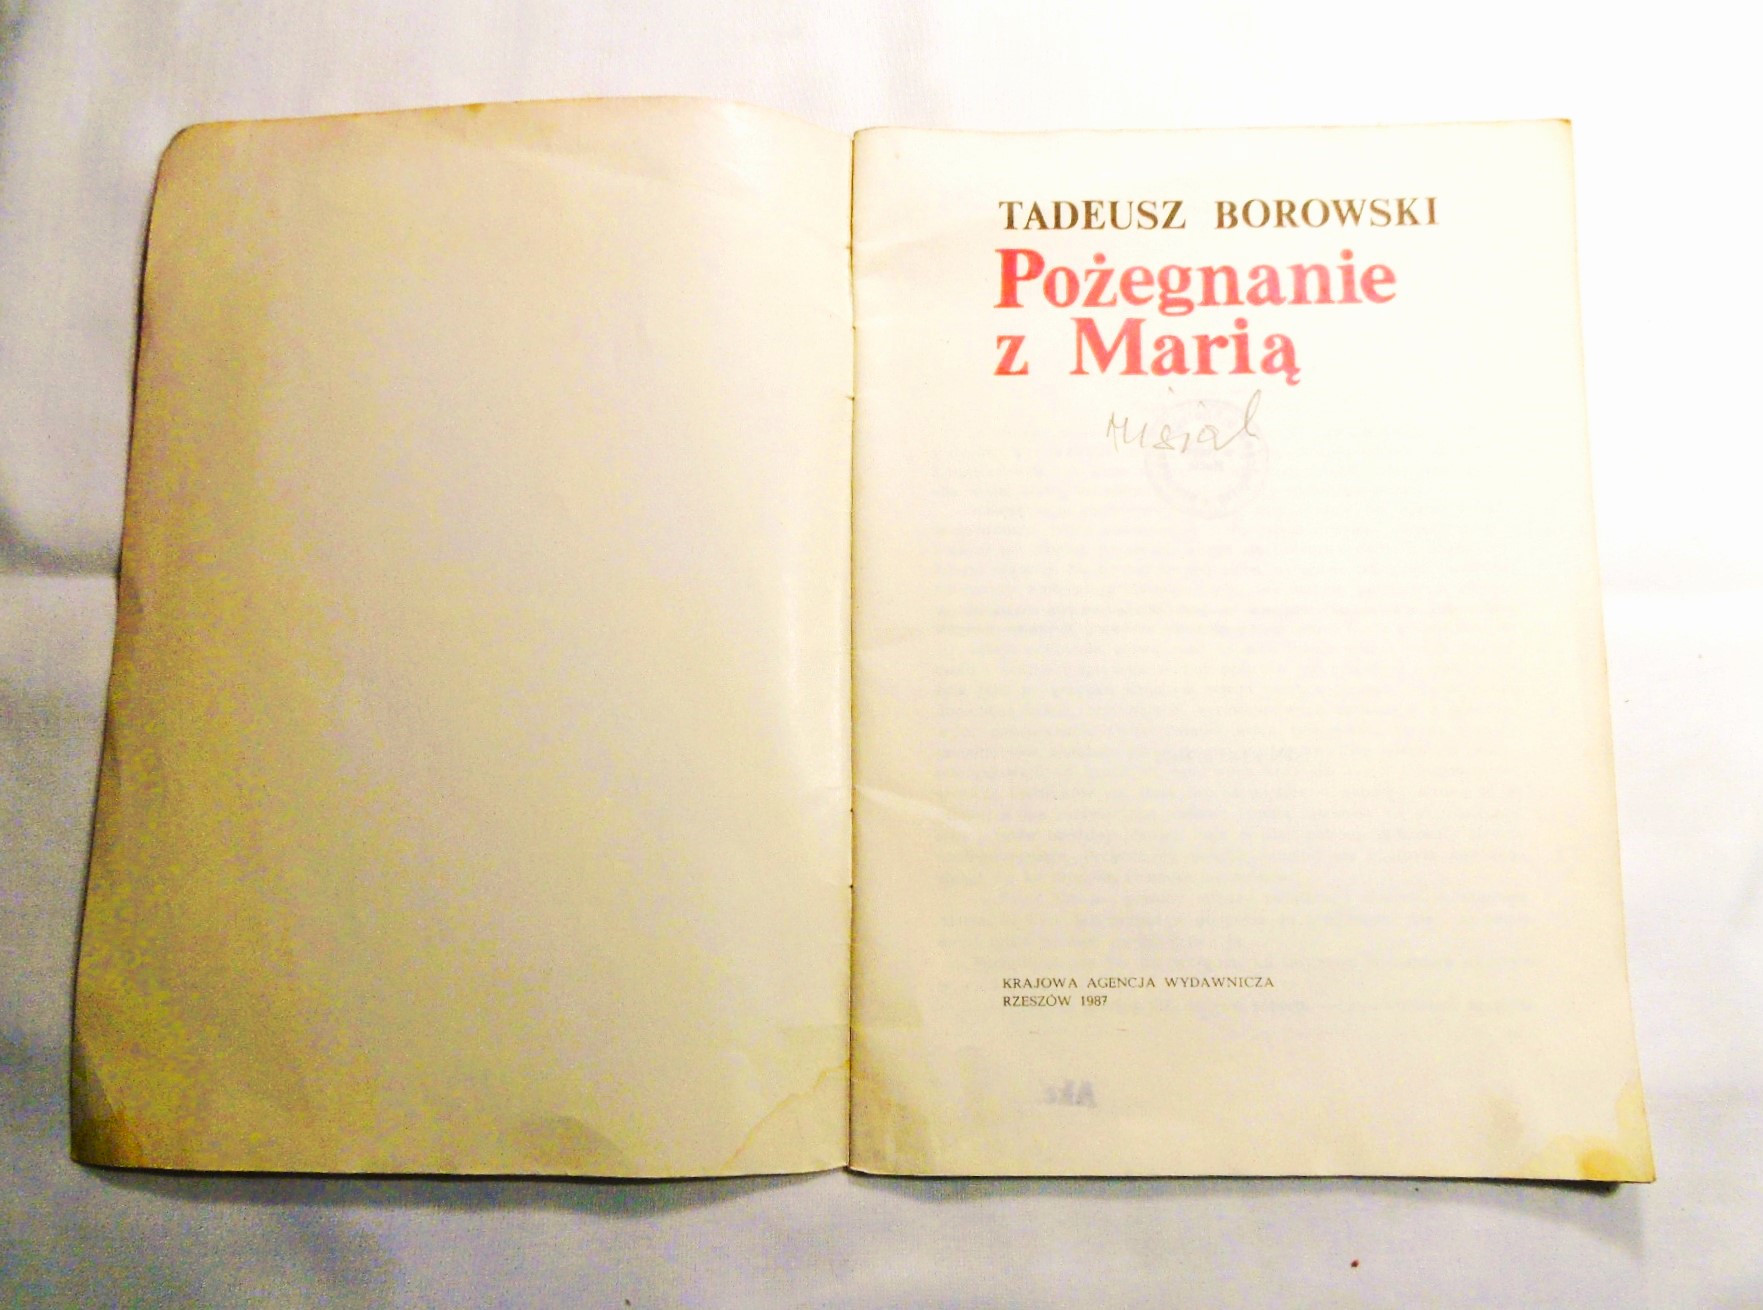 TADEUSZ BOROWSKI
Pożegnanie
z Marią
KRAJOWA AGENCJA WYDAWNICZA
RZESZÓW 1987